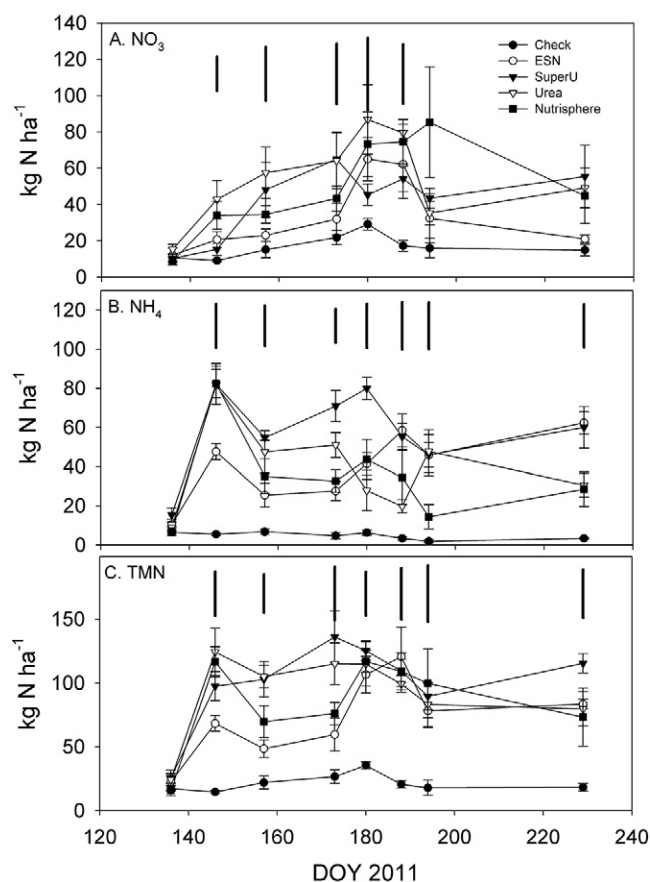 140
A. NO3
120
100
80
60
40
20
0
kg N ha-1
Check
ESN
SuperU
Urea
Nutrisphere
B. NH4
120
100
80
60
40
20
0
kg N ha-1
C. TMN
150
100
50
0
kg N ha-1
120 140 160 180 200 220 240
DOY 2011